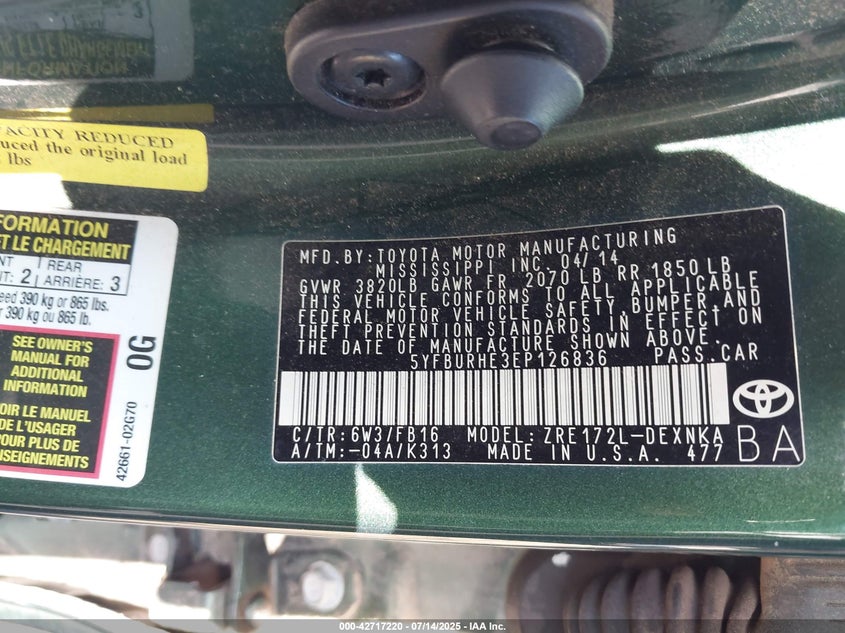 ACITY REDUCED
uced the original load
lbs
FORMATION
ET LE CHARGEMENT
NT 2 REAR 3
T: ARRIÈRE:
eed 390 kg or 865 lbs.
r 390 kg ou 865 lb.
SEE OWNER'S
MANUAL FOR
ADDITIONAL
INFORMATION
OIR LE MANUEL
DE L'USAGER
POUR PLUS DE
NSEIGNEMENTS
OG
42661-02G70
MFD.BY:TOYOTA MOTOR MANUFACTURING
MISSISSIPPI INC. 04/14
GVWR 3820LB GAWR FR 2070 LB RR 1850 LB
THIS VEHICLE CONFORMS TO ALL APPLICABLE
FEDERAL MOTOR VEHICLE SAFETY,BUMPER,AND
THEFT PREVENTION STANDARDS IN EFFECT ON
THE DATE OF MANUFACTURE SHOWN ABOVE.
5YFBURHE3EP126836 PASS.CAR
C/TR:6W3/FB16 MODEL:ZRE172L-DEXNKA
A/TM:-04A/K313 MADE IN U.S.A. 477
BA
000-42717220 - 07/14/2025 - IAA Inc.